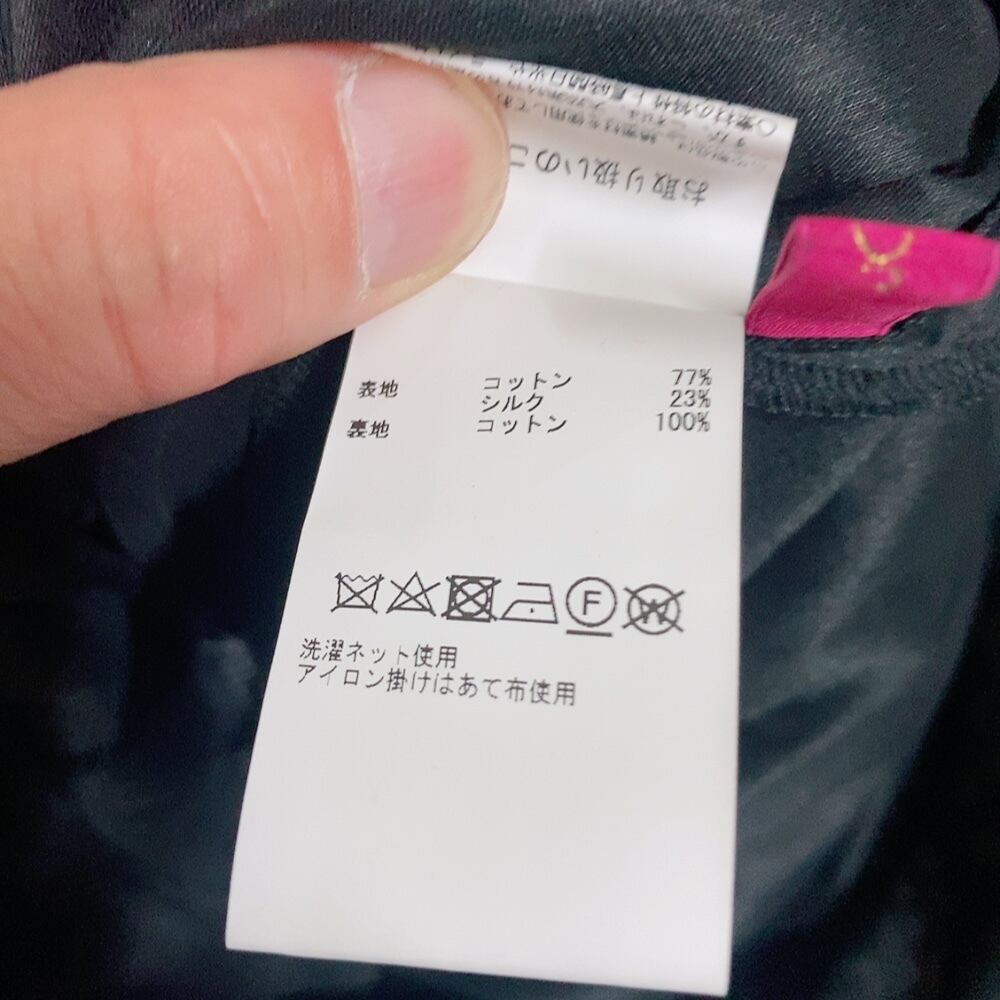 お取り扱いのこ
表地 コットン 77%
シルク 23%
裏地 コットン 100%
F
W
洗濯ネット使用
アイロン掛けはあて布使用